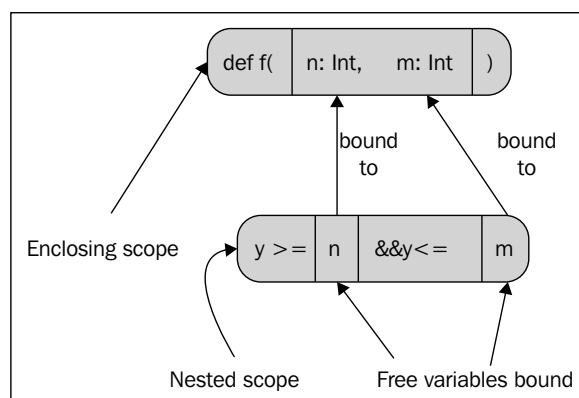 def f( n: Int, m: Int )
bound to
bound to
Enclosing scope
y >= n &&y<= m
Nested scope
Free variables bound